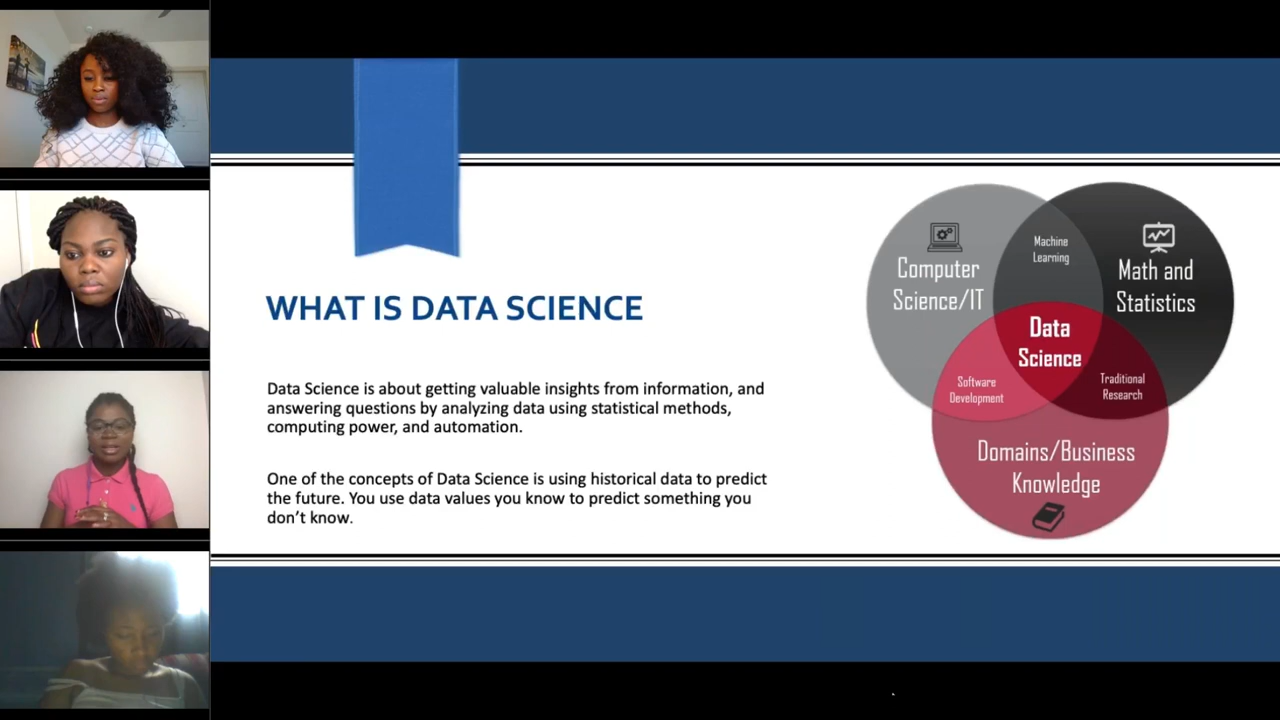 WHAT IS DATA SCIENCE
Data Science is about getting valuable insights from information, and
answering questions by analyzing data using statistical methods,
computing power, and automation.
One of the concepts of Data Science is using historical data to predict
the future. You use data values you know to predict something you
don’t know.
Computer
Science/IT
Machine
Learning
Math and
Statistics
Data
Science
Software
Development
Traditional
Research
Domains/Business
Knowledge